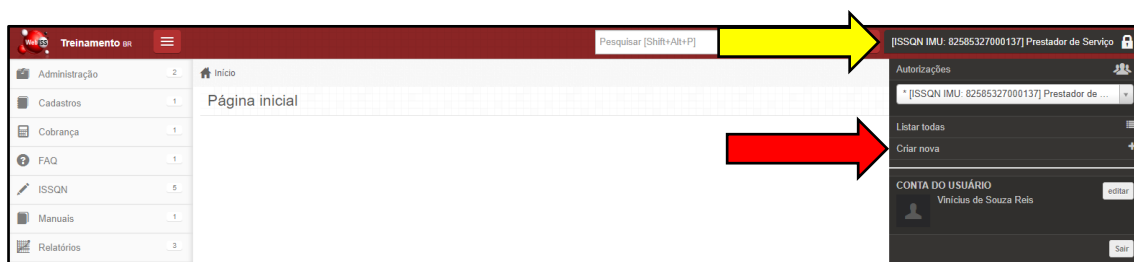 Web ISS
Treinamento BR
Pesquisar [Shift+Alt+P]
[ISSQN IMU: 82585327000137] Prestador de Serviço
Administração 2
Cadastros 1
Cobrança 1
FAQ 1
ISSQN 5
Manuais 1
Relatórios 3
Início
Página inicial
Autorizações
* [ISSQN IMU: 82585327000137] Prestador de ...
Listar todas
Criar nova
CONTA DO USUÁRIO
editar
Vinícius de Souza Reis
Sair